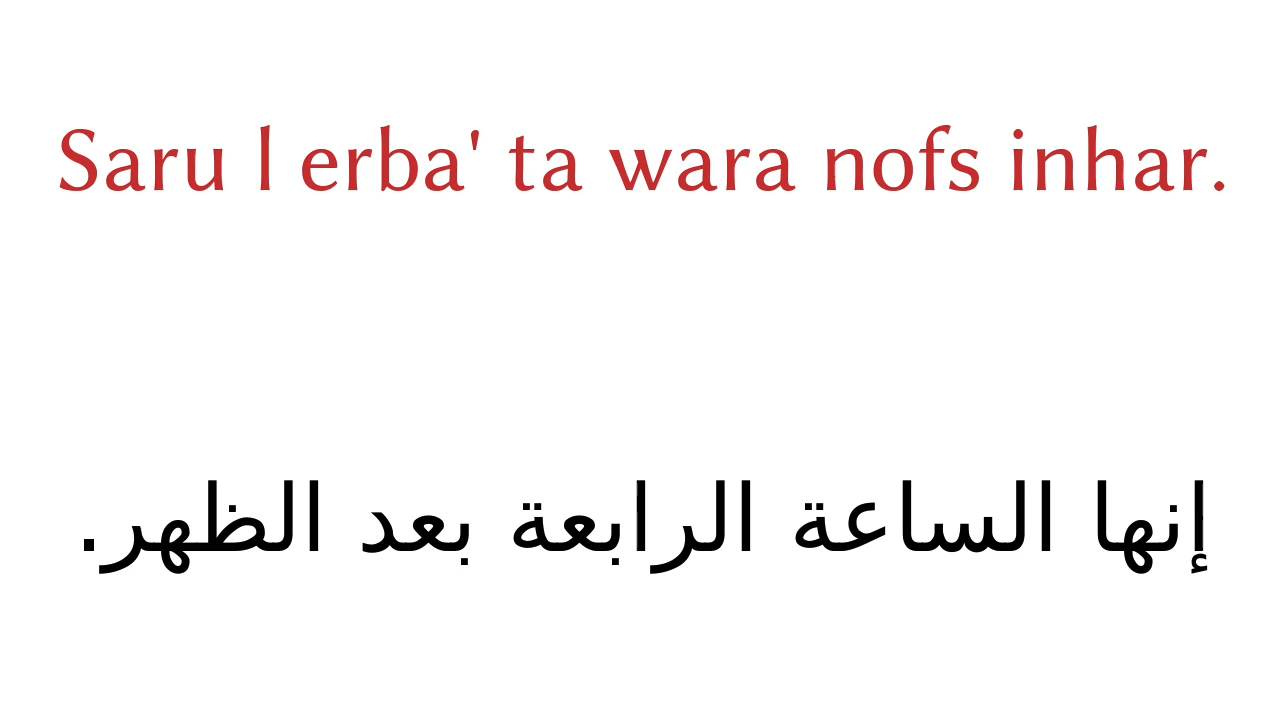 Saru l erba' ta wara nofs inhar.
إنها الساعة الرابعة بعد الظهر.